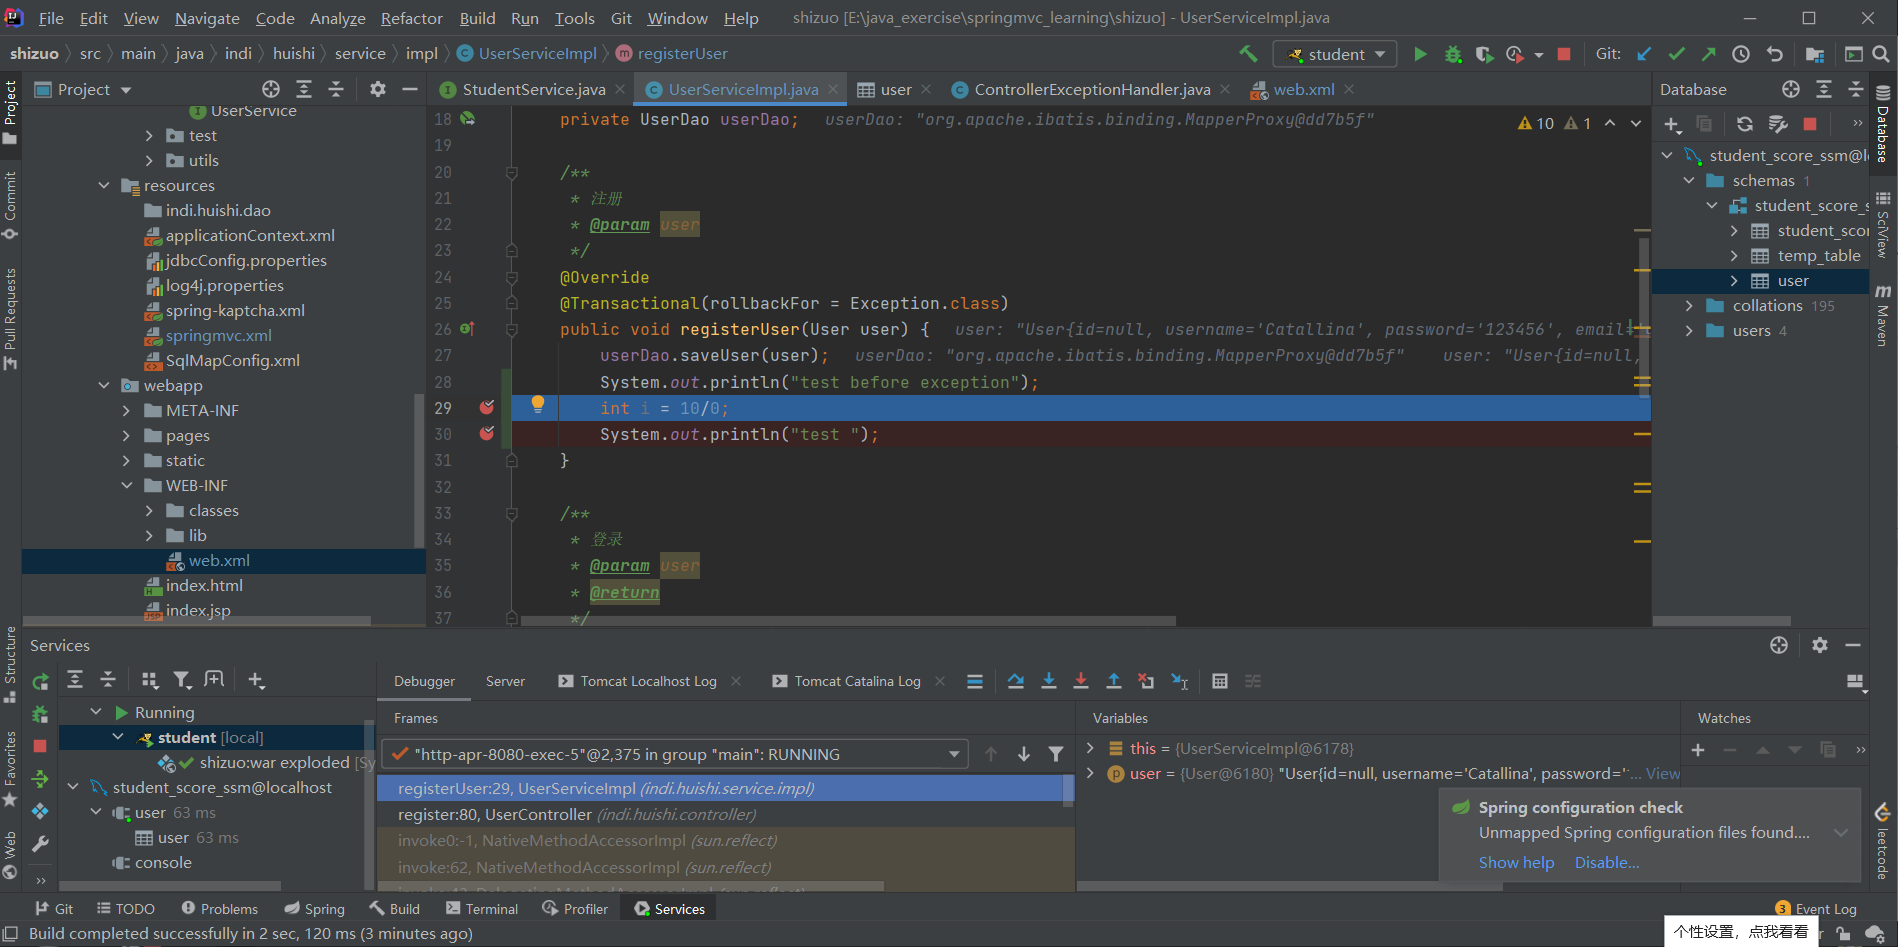 File Edit View Navigate Code Analyze Refactor Build Run Tools Git Window Help shizuo [E:\java_exercise\springmvc_learning\shizuo] - UserServiceImpl.java
shizuo src main java indi huishi service impl UserServiceImpl registerUser student Git:
Project
StudentService.java UserServiceImpl.java user ControllerExceptionHandler.java web.xml
Database
UserService
test
utils
resources
indi.huishi.dao
applicationContext.xml
jdbcConfig.properties
log4j.properties
spring-kaptcha.xml
springmvc.xml
SqlMapConfig.xml
webapp
META-INF
pages
static
WEB-INF
classes
lib
web.xml
index.html
index.jsp
18 private UserDao userDao; userDao: "org.apache.ibatis.binding.MapperProxy@dd7b5f"
10 1
19
20 /**
21 * 注册
22 * @param user
23 */
24 @Override
25 @Transactional(rollbackFor = Exception.class)
26 public void registerUser(User user) { user: "User{id=null, username='Catallina', password='123456', email=
27 userDao.saveUser(user); userDao: "org.apache.ibatis.binding.MapperProxy@dd7b5f" user: "User{id=null,
28 System.out.println("test before exception");
29 int i = 10/0;
30 System.out.println("test ");
31 }
32
33 /**
34 * 登录
35 * @param user
36 * @return
37 */
student_score_ssm@l
schemas 1
student_score_s
student_scor
temp_table
user
collations 195
users 4
Project
Commit
Pull Requests
Structure
Favorites
Web
Database
SciView
Maven
leetcode
Services
Running
student [local]
shizuo:war exploded [Sy
student_score_ssm@localhost
user 63 ms
user 63 ms
console
Debugger Server Tomcat Localhost Log Tomcat Catalina Log
Frames
"http-apr-8080-exec-5"@2,375 in group "main": RUNNING
registerUser:29, UserServiceImpl (indi.huishi.service.impl)
register:80, UserController (indi.huishi.controller)
invoke0:-1, NativeMethodAccessorImpl (sun.reflect)
invoke:62, NativeMethodAccessorImpl (sun.reflect)
invoke:43, DelegatingMethodAccessorImpl (sun.reflect)
Variables
this = {UserServiceImpl@6178}
user = {User@6180} "User{id=null, username='Catallina', password='... View
Watches
Spring configuration check
Unmapped Spring configuration files found....
Show help Disable...
Git TODO Problems Spring Build Terminal Profiler Services
3 Event Log
Build completed successfully in 2 sec, 120 ms (3 minutes ago)
个性设置，点我看看